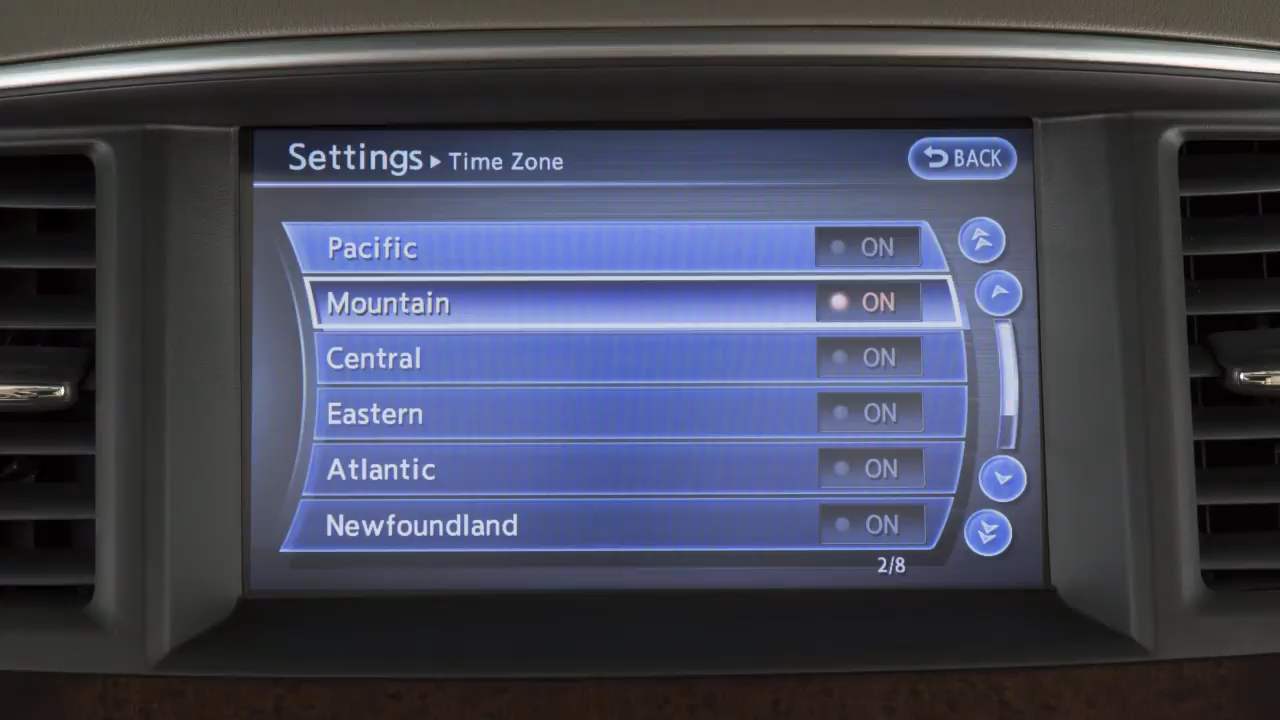 Settings ▸ Time Zone
BACK
Pacific ON
Mountain ON
Central ON
Eastern ON
Atlantic ON
Newfoundland ON
2/8